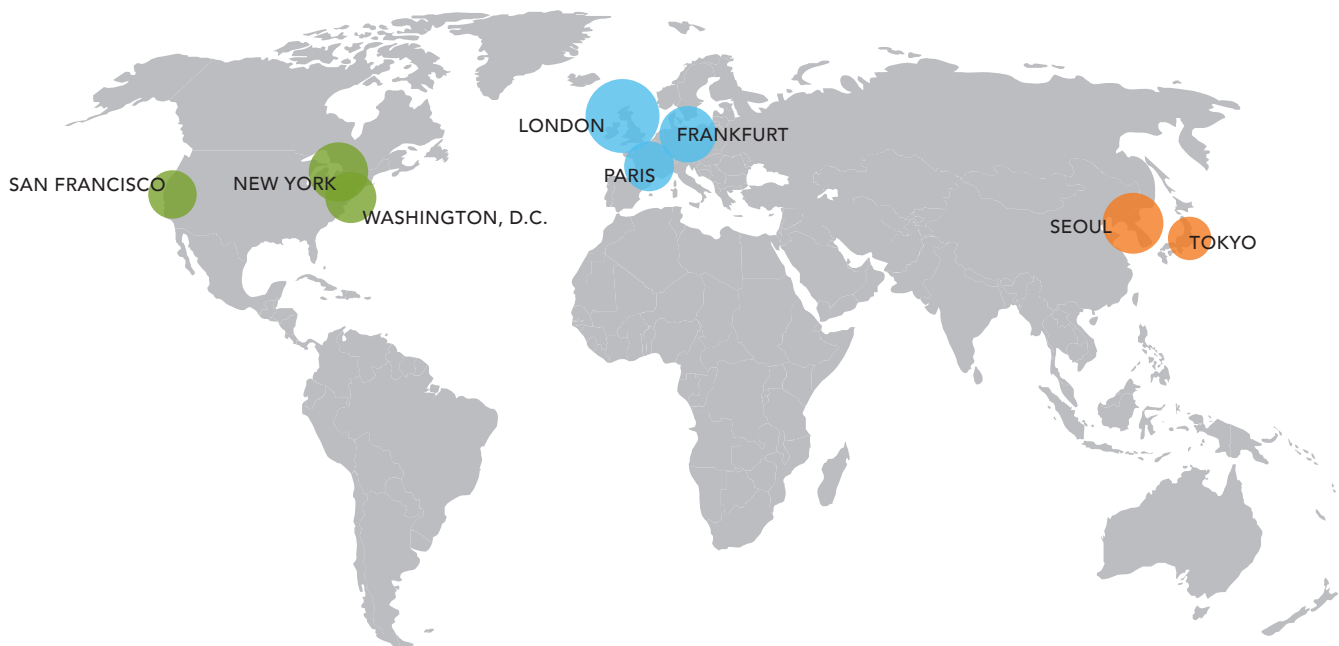 LONDON
FRANKFURT
PARIS
SAN FRANCISCO
NEW YORK
WASHINGTON, D.C.
SEOUL
TOKYO